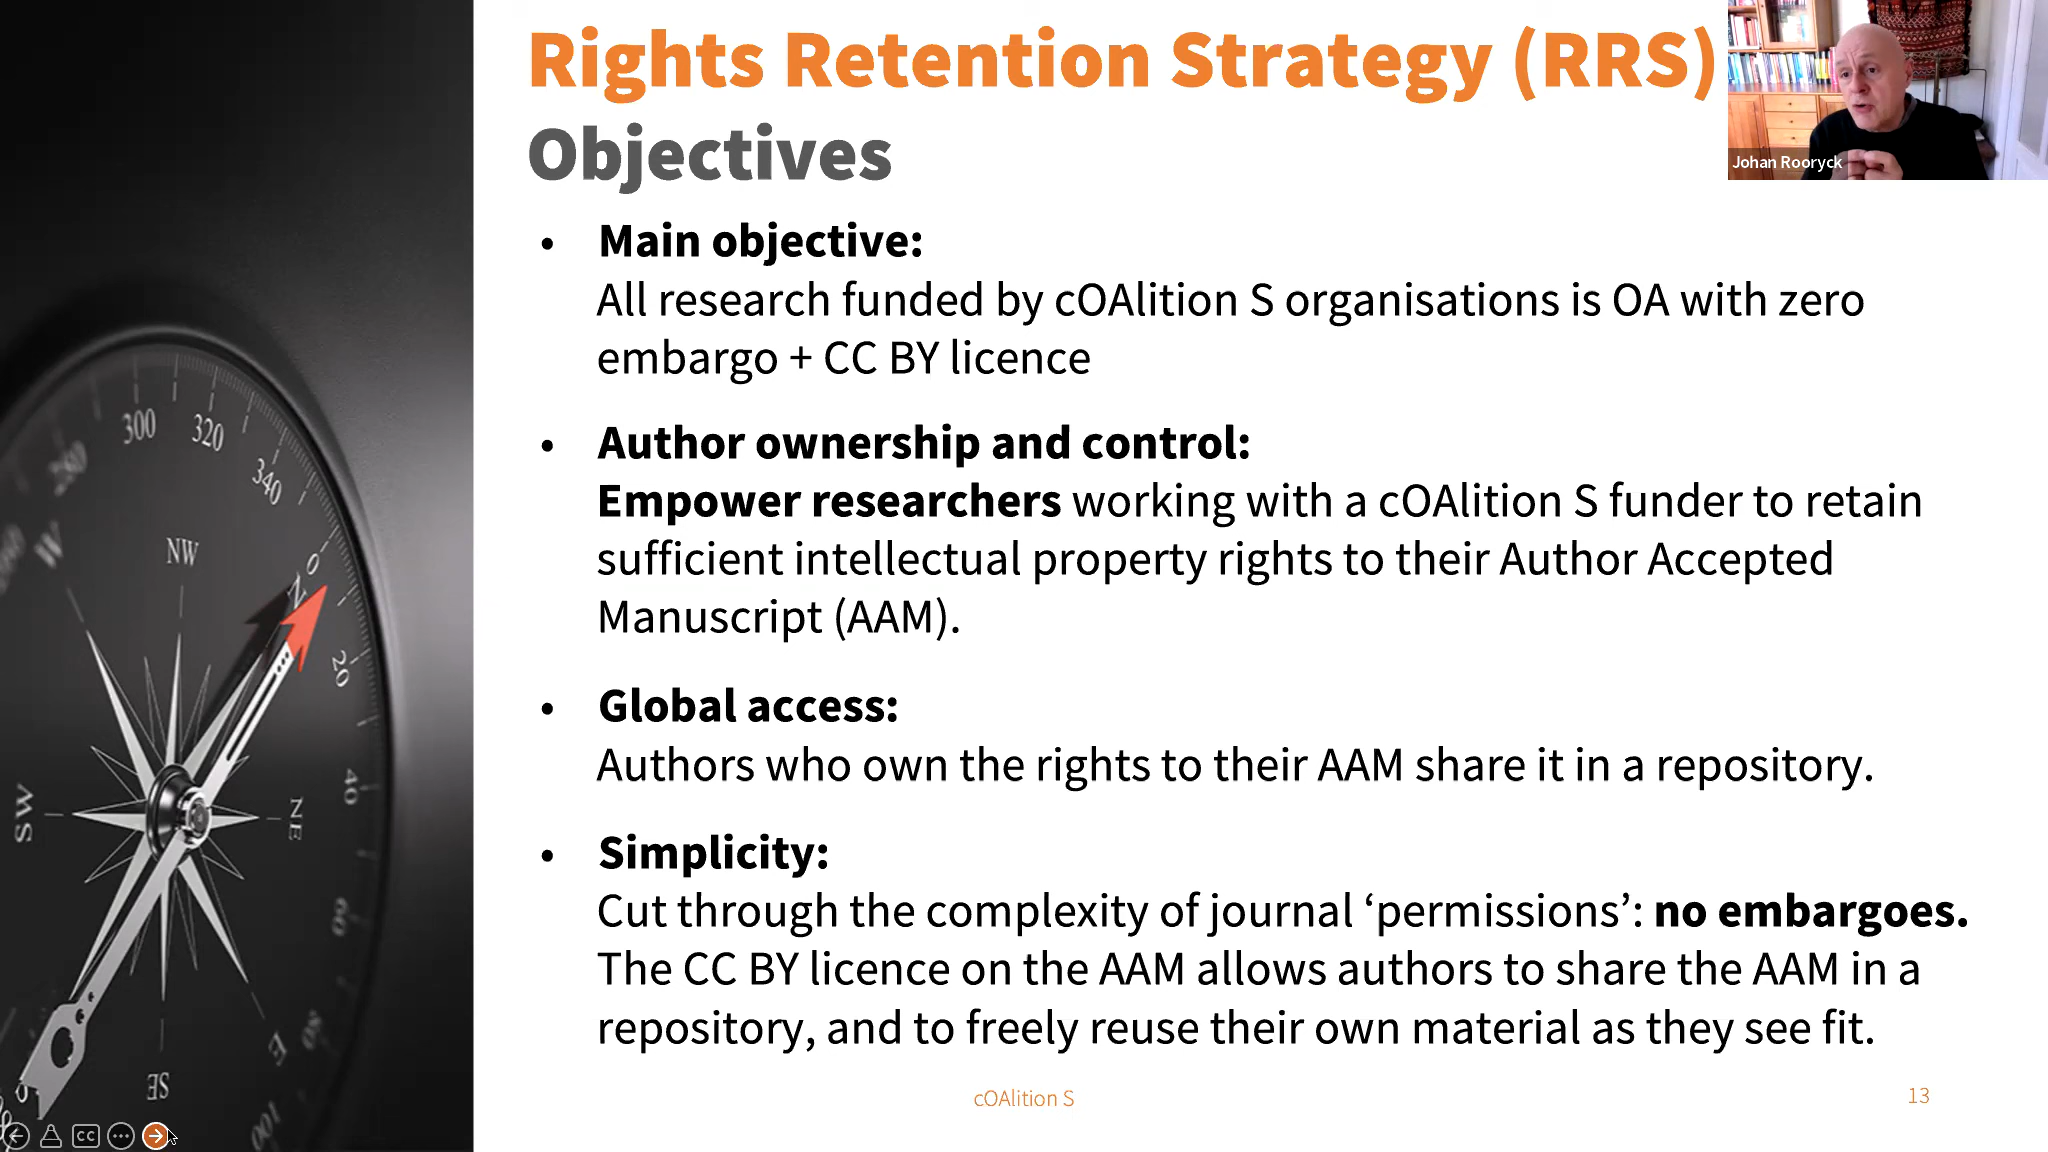 Rights Retention Strategy (RRS)
Objectives
Johan Rooryck
• Main objective:
All research funded by cOAlition S organisations is OA with zero
embargo + CC BY licence
• Author ownership and control:
Empower researchers working with a cOAlition S funder to retain
sufficient intellectual property rights to their Author Accepted
Manuscript (AAM).
• Global access:
Authors who own the rights to their AAM share it in a repository.
• Simplicity:
Cut through the complexity of journal ‘permissions’: no embargoes.
The CC BY licence on the AAM allows authors to share the AAM in a
repository, and to freely reuse their own material as they see fit.
cOAlition S
13
280
300
320
340
0
20
40
60
80
100
W
NW
N
NE
E
SE
SW
CC